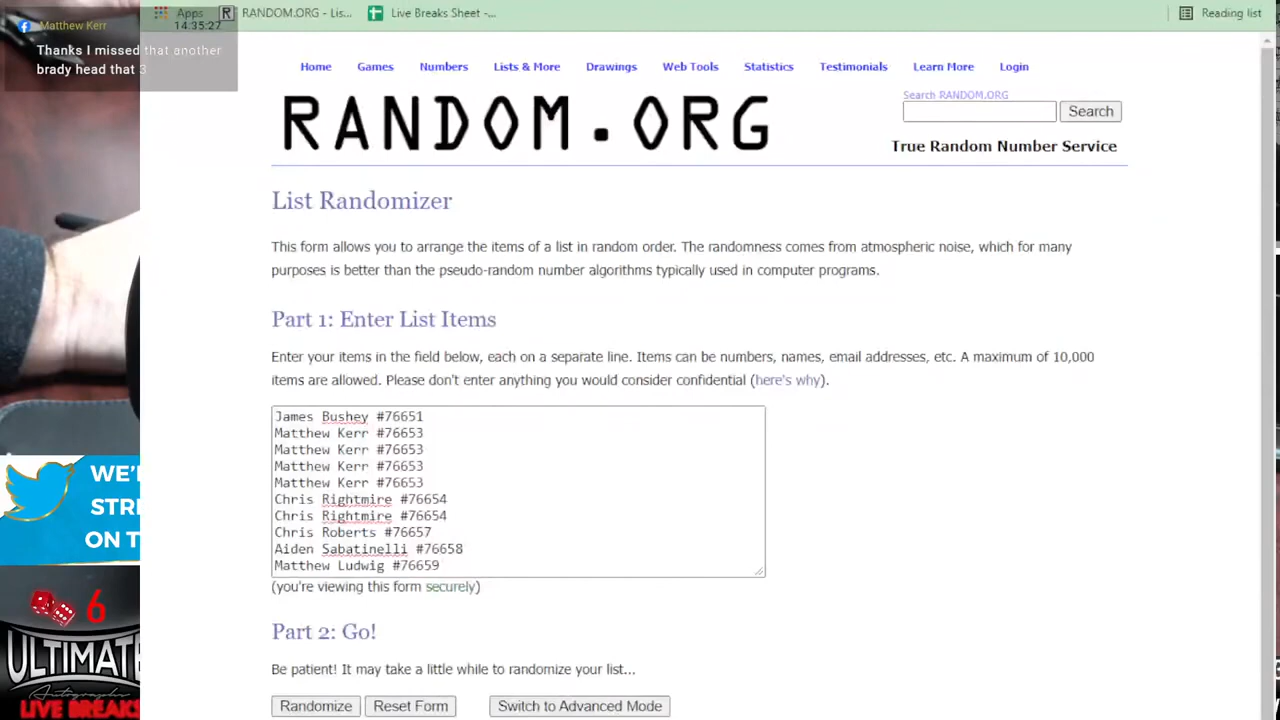 Matthew Kerr
14:35:27
Thanks I missed that another
brady head that 3
Apps
R RANDOM.ORG - Lis...
Live Breaks Sheet -...
Reading list
Home Games Numbers Lists & More Drawings Web Tools Statistics Testimonials Learn More Login
RANDOM.ORG
Search RANDOM.ORG
Search
True Random Number Service
List Randomizer
This form allows you to arrange the items of a list in random order. The randomness comes from atmospheric noise, which for many
purposes is better than the pseudo-random number algorithms typically used in computer programs.
Part 1: Enter List Items
Enter your items in the field below, each on a separate line. Items can be numbers, names, email addresses, etc. A maximum of 10,000
items are allowed. Please don't enter anything you would consider confidential (here's why).
James Bushey #76651
Matthew Kerr #76653
Matthew Kerr #76653
Matthew Kerr #76653
Matthew Kerr #76653
Chris Rightmire #76654
Chris Rightmire #76654
Chris Roberts #76657
Aiden Sabatinelli #76658
Matthew Ludwig #76659
(you're viewing this form securely)
Part 2: Go!
Be patient! It may take a little while to randomize your list...
Randomize Reset Form Switch to Advanced Mode
WE'
STRE
ON T
6
ULTIMATE
Autographs
LIVE BREAKS